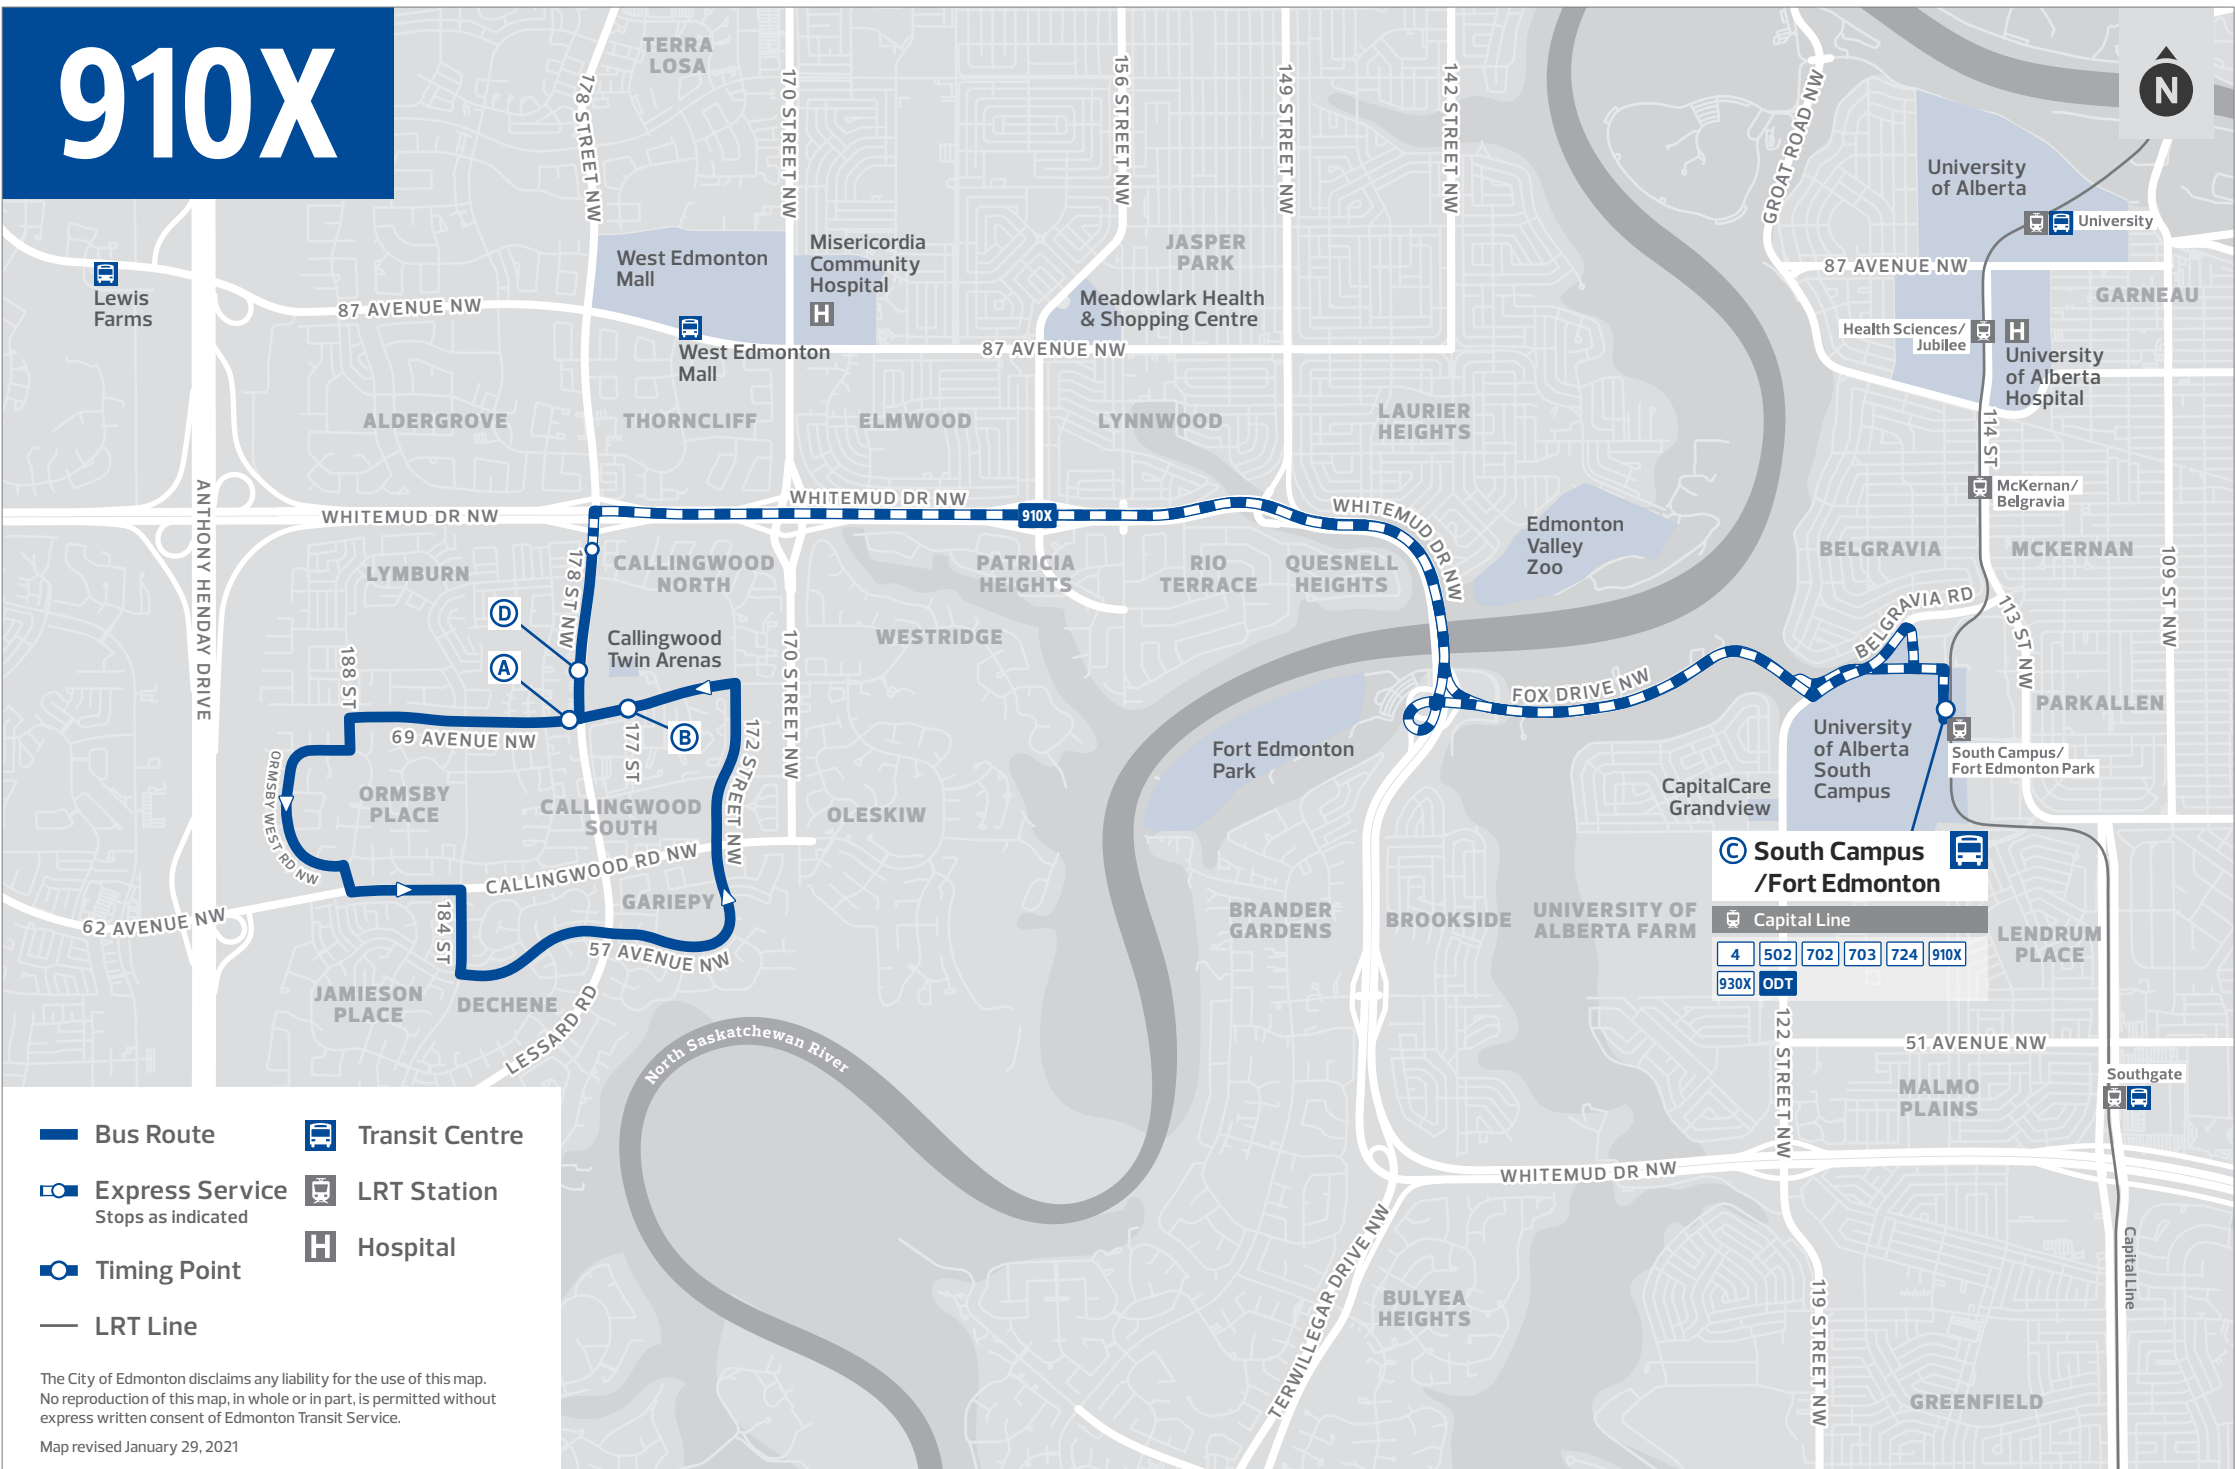 910X
N
TERRA
LOSA
178 STREET NW
170 STREET NW
156 STREET NW
149 STREET NW
142 STREET NW
GROAT ROAD NW
University
of Alberta
University
87 AVENUE NW
GARNEAU
Lewis
Farms
87 AVENUE NW
West Edmonton
Mall
Misericordia
Community
Hospital
H
West Edmonton
Mall
JASPER
PARK
Meadowlark Health
& Shopping Centre
87 AVENUE NW
Health Sciences/
Jubilee
H
University
of Alberta
Hospital
114 ST
ALDERGROVE
THORNCLIFF
ELMWOOD
LYNNWOOD
LAURIER
HEIGHTS
McKernan/
Belgravia
ANTHONY HENDAY DRIVE
WHITEMUD DR NW
WHITEMUD DR NW
910X
WHITEMUD DR NW
Edmonton
Valley
Zoo
BELGRAVIA
MCKERNAN
109 ST NW
LYMBURN
178 ST NW
CALLINGWOOD
NORTH
PATRICIA
HEIGHTS
RIO
TERRACE
QUESNELL
HEIGHTS
BELGRAVIA RD
113 ST NW
D
A
Callingwood
Twin Arenas
170 STREET NW
WESTRIDGE
188 ST
69 AVENUE NW
177 ST
B
172 STREET NW
FOX DRIVE NW
PARKALLEN
University
of Alberta
South
Campus
South Campus/
Fort Edmonton Park
Fort Edmonton
Park
CapitalCare
Grandview
ORMSBY WEST RD NW
ORMSBY
PLACE
CALLINGWOOD
SOUTH
OLESKIW
CALLINGWOOD RD NW
C South Campus
/Fort Edmonton
Capital Line
4 502 702 703 724 910X
930X ODT
62 AVENUE NW
184 ST
GARIEPY
57 AVENUE NW
BRANDER
GARDENS
BROOKSIDE
UNIVERSITY OF
ALBERTA FARM
LENDRUM
PLACE
JAMIESON
PLACE
DECHENE
LESSARD RD
North Saskatchewan River
122 STREET NW
51 AVENUE NW
Southgate
MALMO
PLAINS
WHITEMUD DR NW
TERWILLEGAR DRIVE NW
BULYEA
HEIGHTS
119 STREET NW
Capital Line
GREENFIELD
Bus Route
Transit Centre
Express Service
Stops as indicated
LRT Station
Timing Point
H Hospital
LRT Line
The City of Edmonton disclaims any liability for the use of this map.
No reproduction of this map, in whole or in part, is permitted without
express written consent of Edmonton Transit Service.
Map revised January 29, 2021